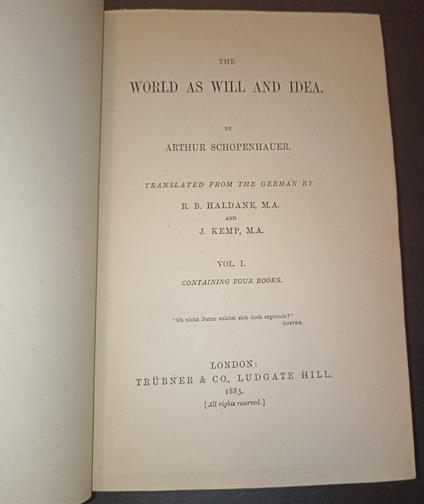 THE
WORLD AS WILL AND IDEA.
BY
ARTHUR SCHOPENHAUER.
TRANSLATED FROM THE GERMAN BY
R. B. HALDANE, M.A.
AND
J. KEMP, M.A.
VOL. I.
CONTAINING FOUR BOOKS.
"Ob nicht Natur zuletzt sich doch ergründe?"
GOETHE.
LONDON:
TRÜBNER & CO., LUDGATE HILL.
1883.
[All rights reserved.]